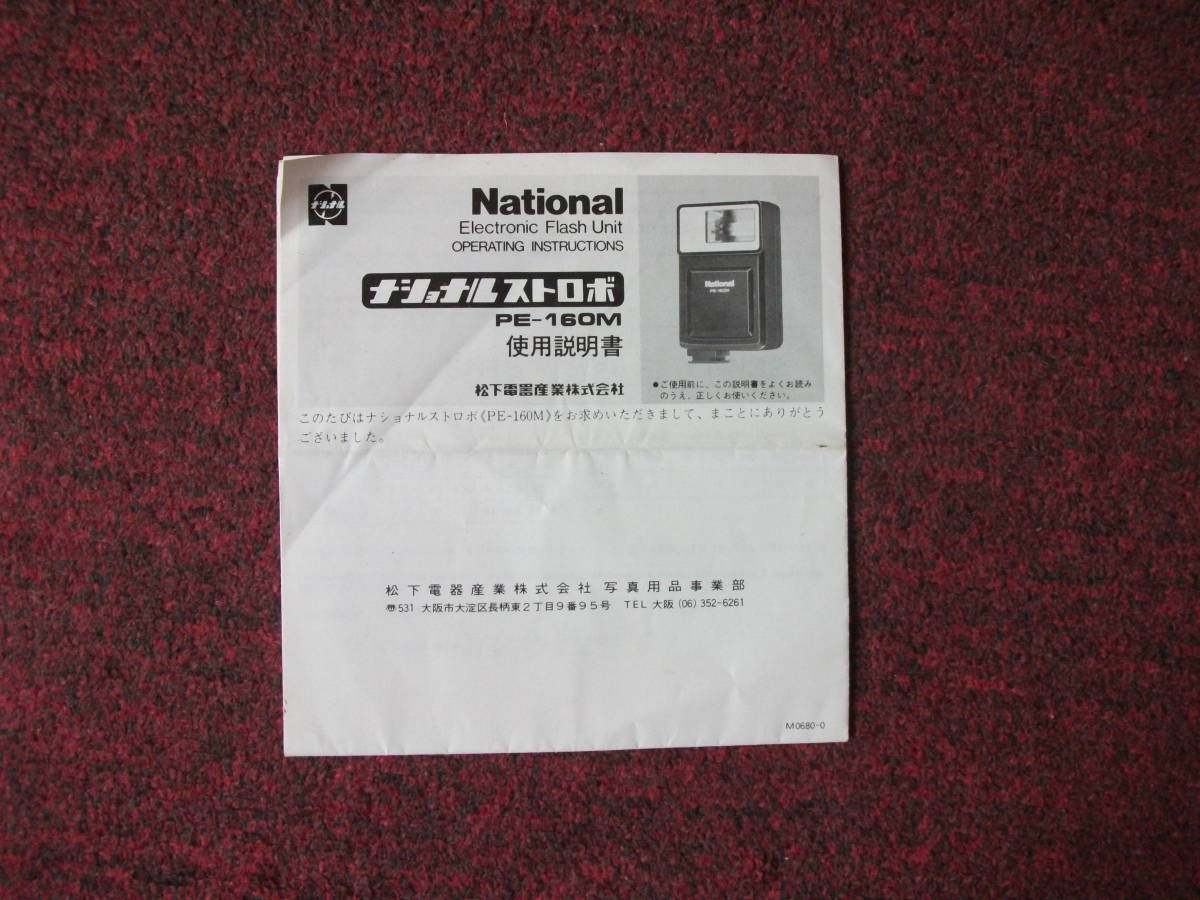 ナショナル
National
Electronic Flash Unit
OPERATING INSTRUCTIONS
ナショナルストロボ
PE-160M
使用説明書
松下電器産業株式会社
National
PE-160M
●ご使用前に、この説明書をよくお読み
のうえ、正しくお使いください。
このたびはナショナルストロボ《PE-160M》をお求めいただきまして、まことにありがとう
ございました。
松下電器産業株式会社 写真用品事業部
〠531 大阪市大淀区長柄東2丁目9番95号 TEL 大阪 (06) 352-6261
M0680-0